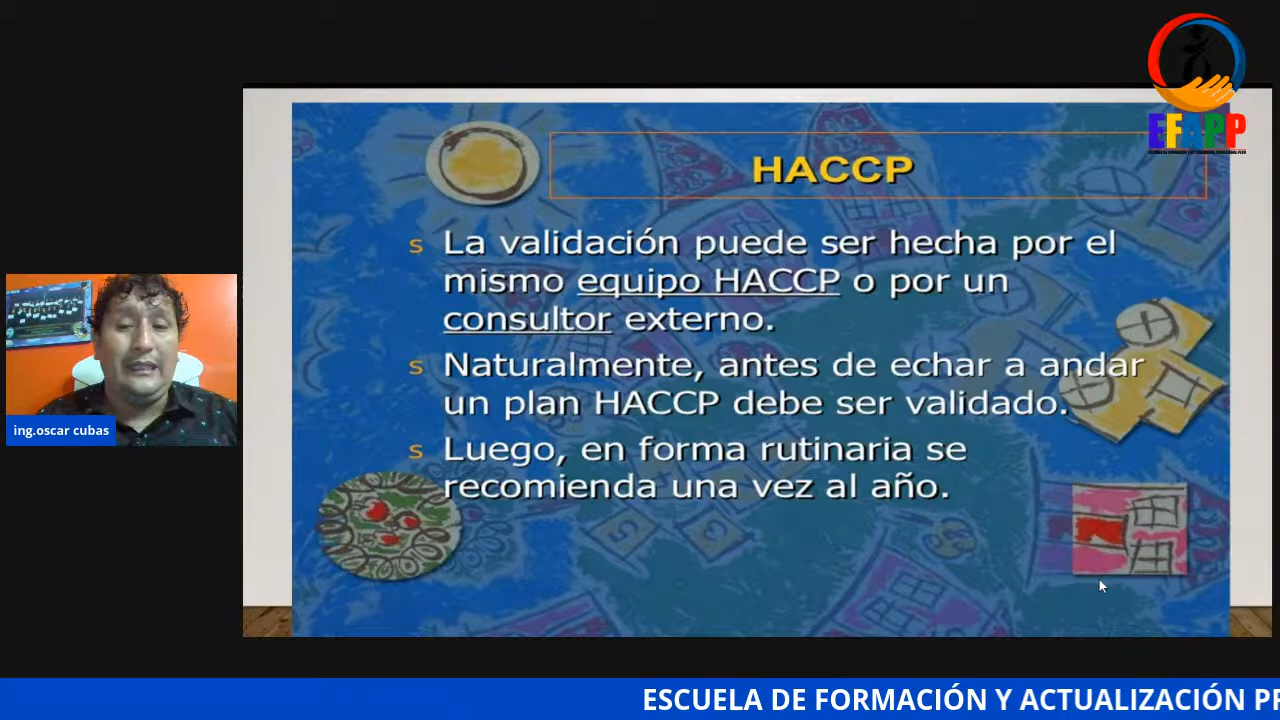 EFAPP
HACCP
s La validación puede ser hecha por el
mismo equipo HACCP o por un
consultor externo.
s Naturalmente, antes de echar a andar
un plan HACCP debe ser validado.
s Luego, en forma rutinaria se
recomienda una vez al año.
ing.oscar cubas
ESCUELA DE FORMACIÓN Y ACTUALIZACIÓN PR